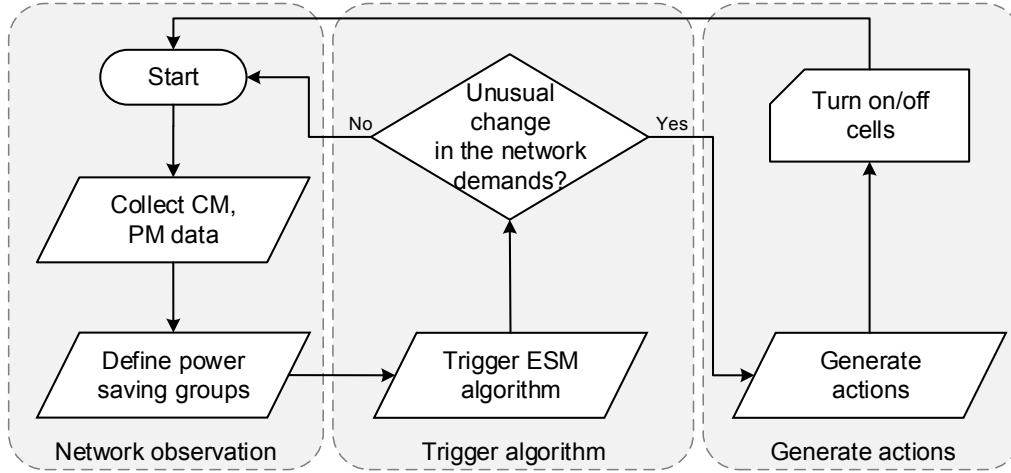 Start
Collect CM,
PM data
Define power
saving groups
Network observation
Unusual
change
in the network
demands?
No
Yes
Trigger ESM
algorithm
Trigger algorithm
Turn on/off
cells
Generate
actions
Generate actions